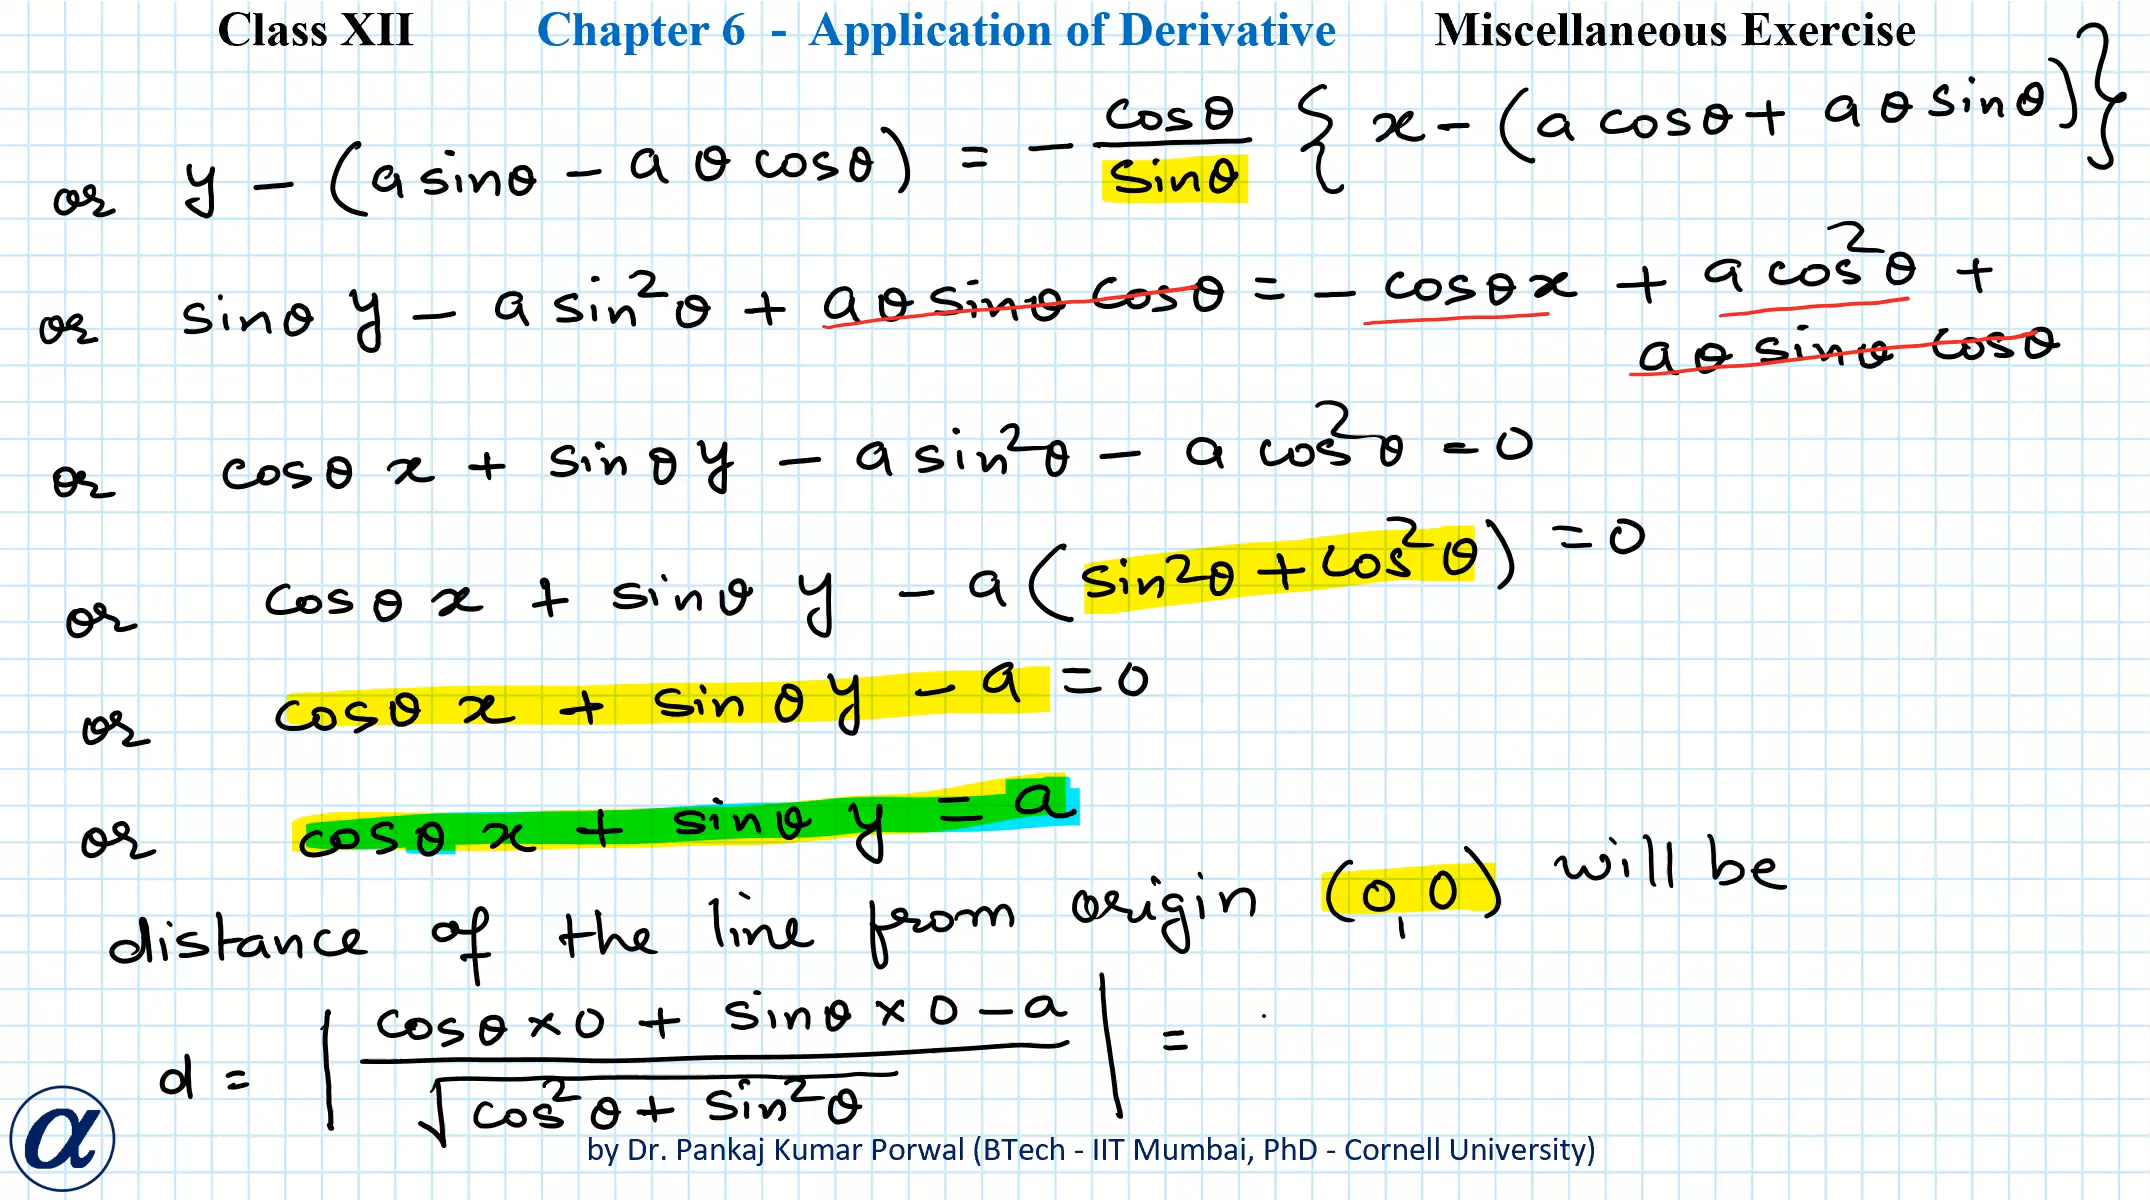 Class XII Chapter 6 - Application of Derivative Miscellaneous Exercise
or y - (a sinθ - a θ cosθ) = - cosθ / sinθ { x - (a cosθ + a θ sinθ) }
or sinθ y - a sin²θ + aθ sinθ cosθ = - cosθ x + a cos²θ +
aθ sinθ cosθ
or cosθ x + sinθ y - a sin²θ - a cos²θ = 0
or cosθ x + sinθ y - a (sin²θ + cos²θ) = 0
or cosθ x + sinθ y - a = 0
or cosθ x + sinθ y = a
distance of the line from origin (0, 0) will be
d = | cosθ × 0 + sinθ × 0 - a / √cos²θ + sin²θ | =
α
by Dr. Pankaj Kumar Porwal (BTech - IIT Mumbai, PhD - Cornell University)